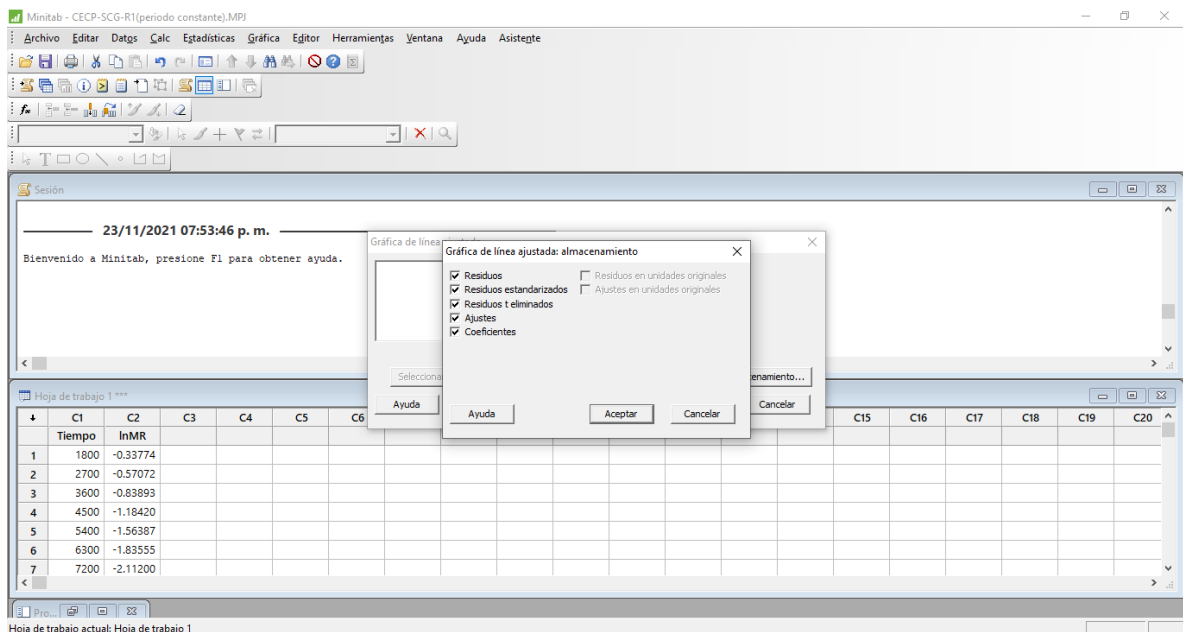 Minitab - CECP-SCG-R1(periodo constante).MPJ
Archivo Editar Datos Calc Estadísticas Gráfica Editor Herramientas Ventana Ayuda Asistente
Sesión
23/11/2021 07:53:46 p. m.
Bienvenido a Minitab, presione F1 para obtener ayuda.
Gráfica de línea
Gráfica de línea ajustada: almacenamiento
Residuos
Residuos en unidades originales
Residuos estandarizados
Ajustes en unidades originales
Residuos t eliminados
Ajustes
Coeficientes
Selecciona
enamiento...
Ayuda
Cancelar
Ayuda
Aceptar
Cancelar
Hoja de trabajo 1 ***
C1 C2 C3 C4 C5 C6 C15 C16 C17 C18 C19 C20
Tiempo lnMR
1 1800 -0.33774
2 2700 -0.57072
3 3600 -0.83893
4 4500 -1.18420
5 5400 -1.56387
6 6300 -1.83555
7 7200 -2.11200
Pro...
Hoja de trabajo actual: Hoja de trabajo 1